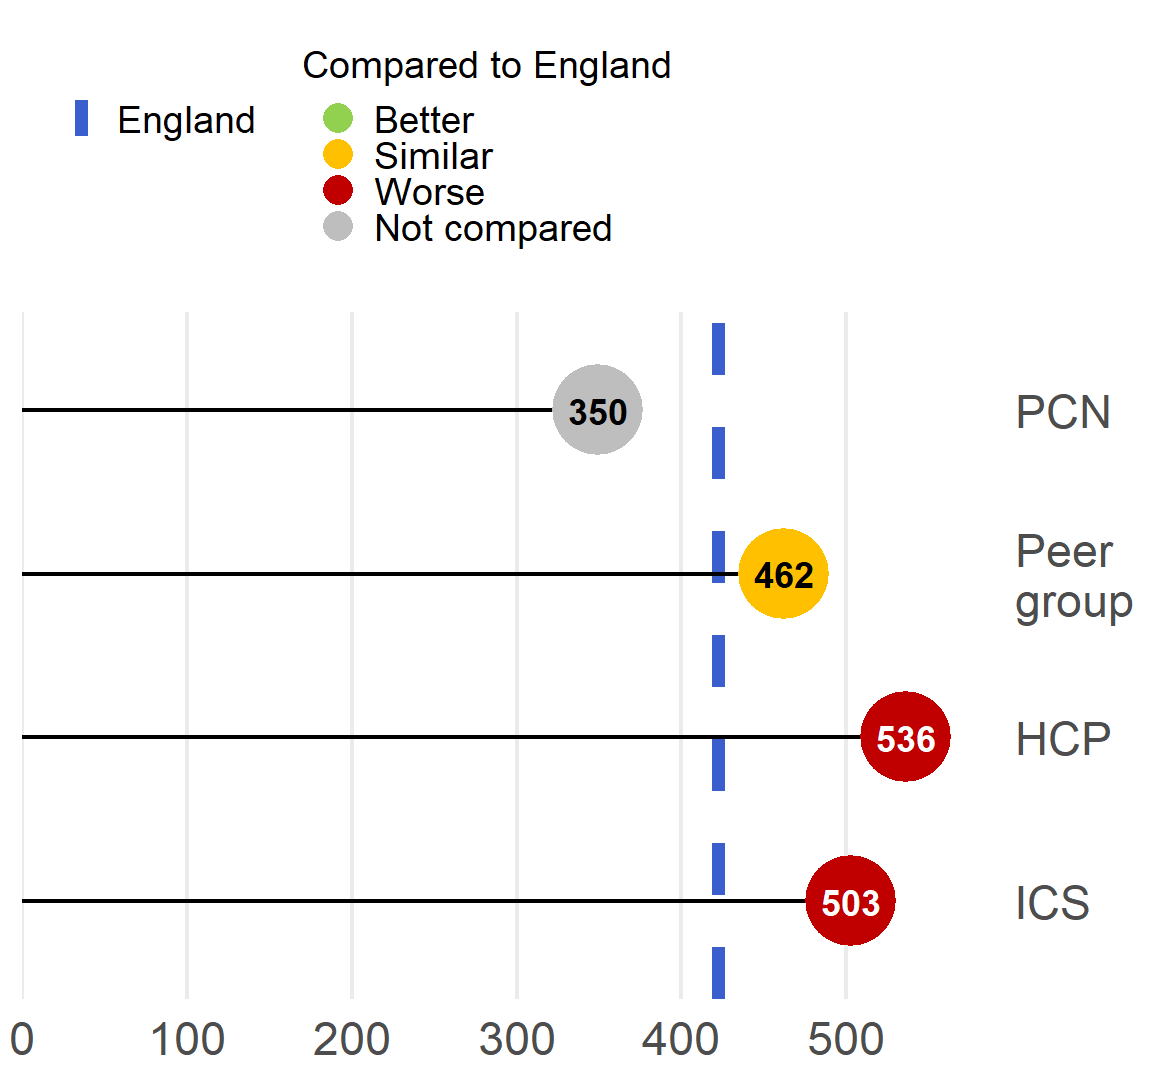 Compared to England
England
Better
Similar
Worse
Not compared
350
PCN
462
Peer
group
536
HCP
503
ICS
0 100 200 300 400 500